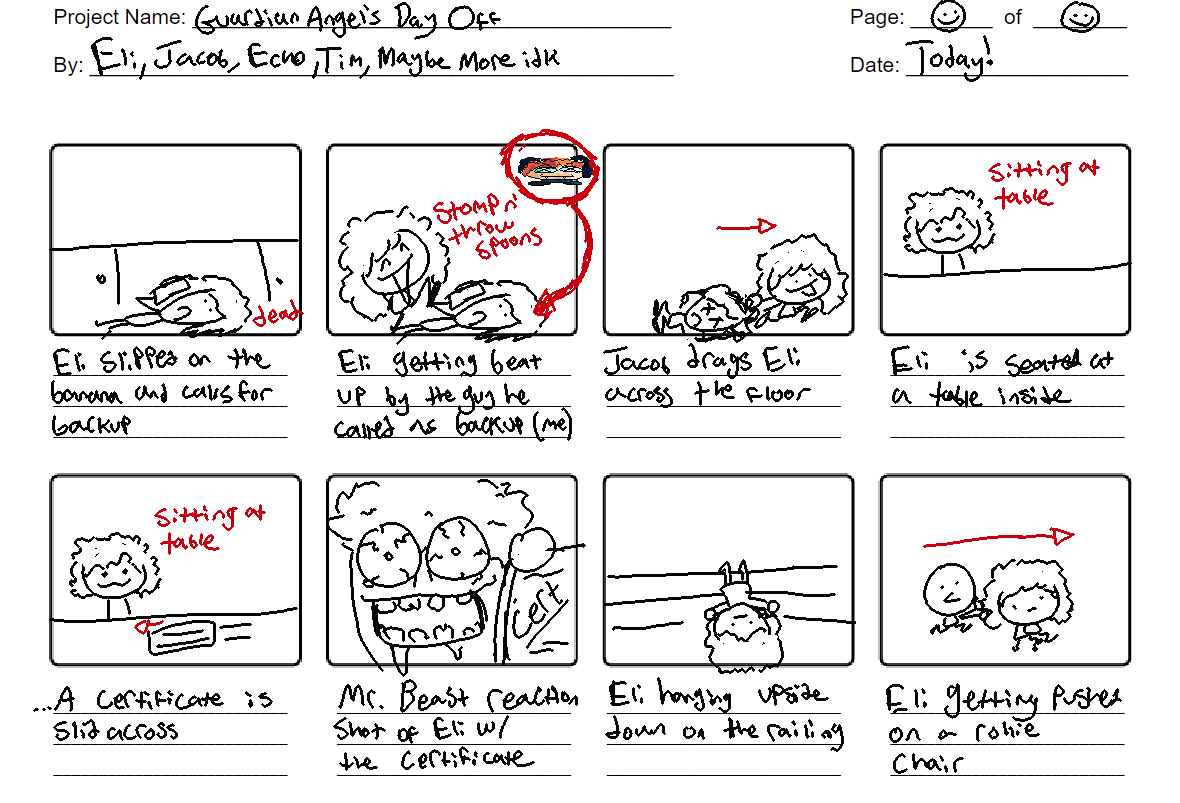 Project Name: Guardian Angel's Day Off
Page: of
By: Eli, Jacob, Echo, Tim, Maybe More idk
Date: Today!
dead
Stomp n'
throw
spoons
Sitting at
table
Eli slipped on the
banana and calls for
backup
Eli getting beat
up by the guy he
called as backup (me)
Jacob drags Eli
across the floor
Eli is seated at
a table inside
Sitting at
table
Cert
...A certificate is
slid across
Mr. Beast reaction
shot of Eli w/
the certificate
Eli hanging upside
down on the railing
Eli getting pushed
on a rollie
chair